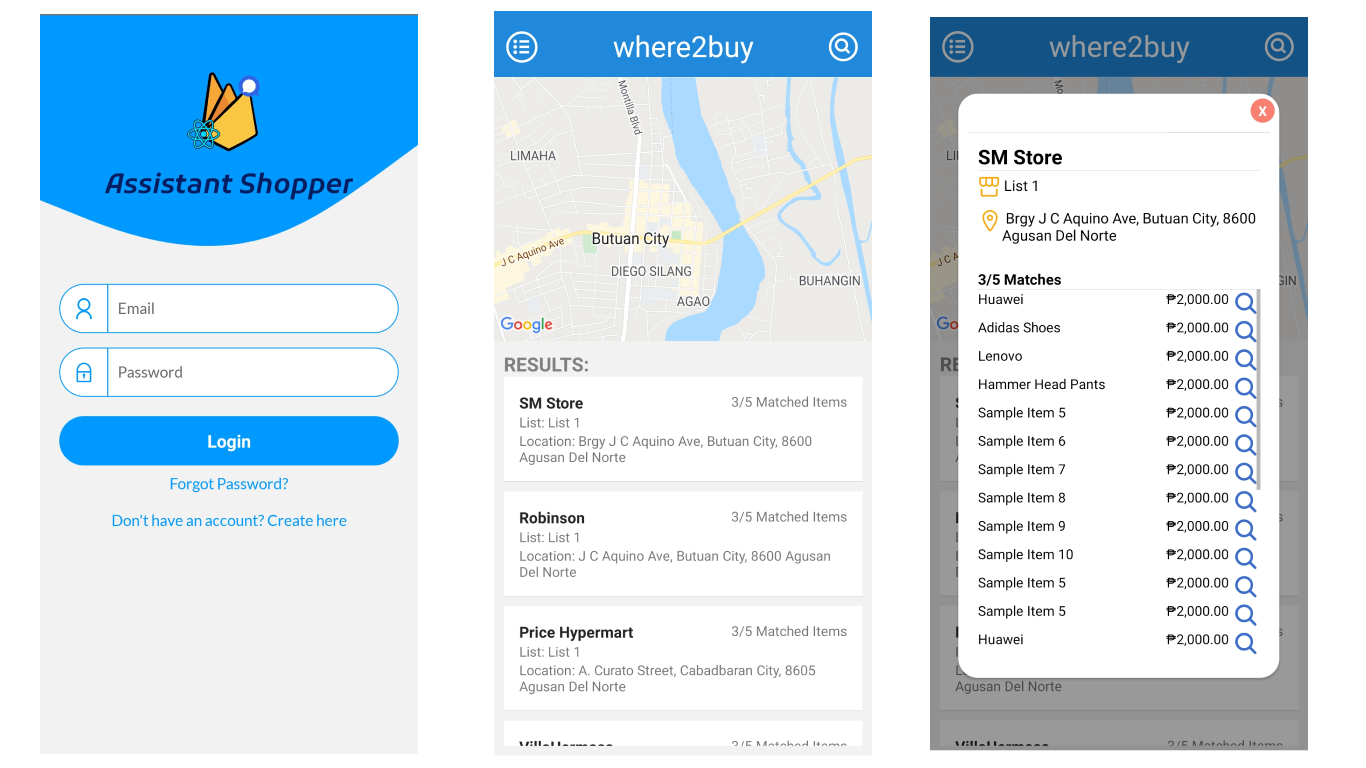 Assistant Shopper
Email
Password
Login
Forgot Password?
Don't have an account? Create here
where2buy
Montilla Blvd
LIMAHA
Butuan City
J C Aquino Ave
DIEGO SILANG
BUHANGIN
AGAO
Google
RESULTS:
SM Store
3/5 Matched Items
List: List 1
Location: Brgy J C Aquino Ave, Butuan City, 8600
Agusan Del Norte
Robinson
3/5 Matched Items
List: List 1
Location: J C Aquino Ave, Butuan City, 8600 Agusan
Del Norte
Price Hypermart
3/5 Matched Items
List: List 1
Location: A. Curato Street, Cabadbaran City, 8605
Agusan Del Norte
VillaHermosa
3/5 Matched Items
where2buy
X
SM Store
List 1
Brgy J C Aquino Ave, Butuan City, 8600
Agusan Del Norte
3/5 Matches
Huawei ₱2,000.00
Adidas Shoes ₱2,000.00
Lenovo ₱2,000.00
Hammer Head Pants ₱2,000.00
Sample Item 5 ₱2,000.00
Sample Item 6 ₱2,000.00
Sample Item 7 ₱2,000.00
Sample Item 8 ₱2,000.00
Sample Item 9 ₱2,000.00
Sample Item 10 ₱2,000.00
Sample Item 5 ₱2,000.00
Sample Item 5 ₱2,000.00
Huawei ₱2,000.00
Agusan Del Norte
VillaHermosa
3/5 Matched Items